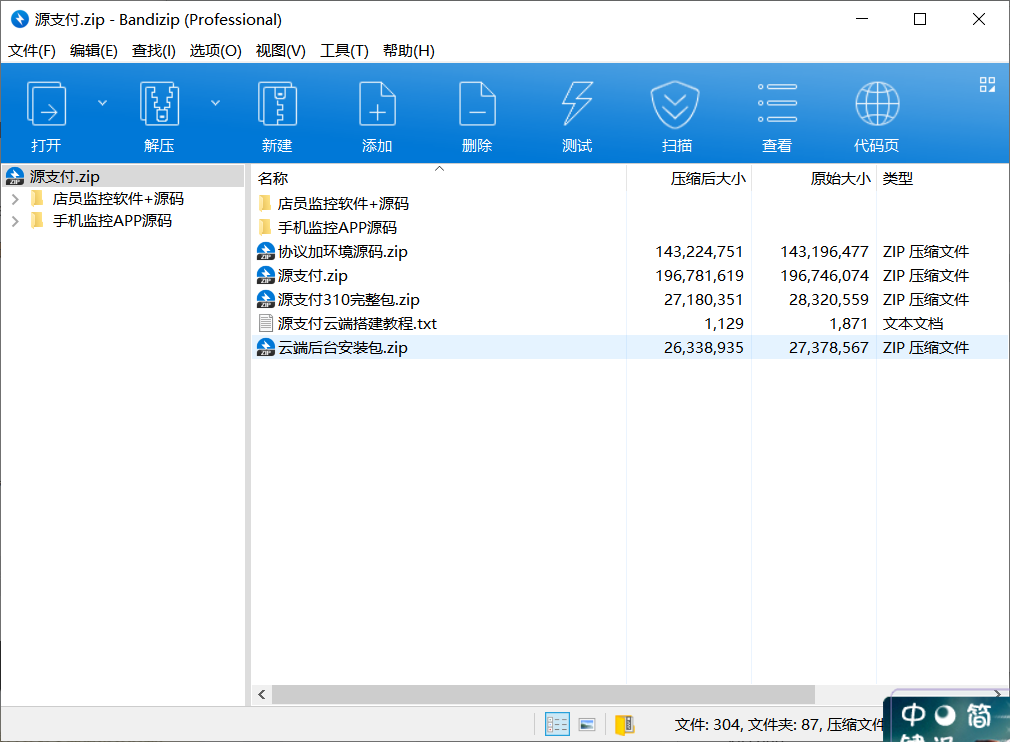 源支付.zip - Bandizip (Professional)
文件(F) 编辑(E) 查找(I) 选项(O) 视图(V) 工具(T) 帮助(H)
打开 解压 新建 添加 删除 测试 扫描 查看 代码页
源支付.zip
店员监控软件+源码
手机监控APP源码
名称 压缩后大小 原始大小 类型
店员监控软件+源码
手机监控APP源码
协议加环境源码.zip 143,224,751 143,196,477 ZIP 压缩文件
源支付.zip 196,781,619 196,746,074 ZIP 压缩文件
源支付310完整包.zip 27,180,351 28,320,559 ZIP 压缩文件
源支付云端搭建教程.txt 1,129 1,871 文本文档
云端后台安装包.zip 26,338,935 27,378,567 ZIP 压缩文件
文件: 304, 文件夹: 87, 压缩文件
中 简